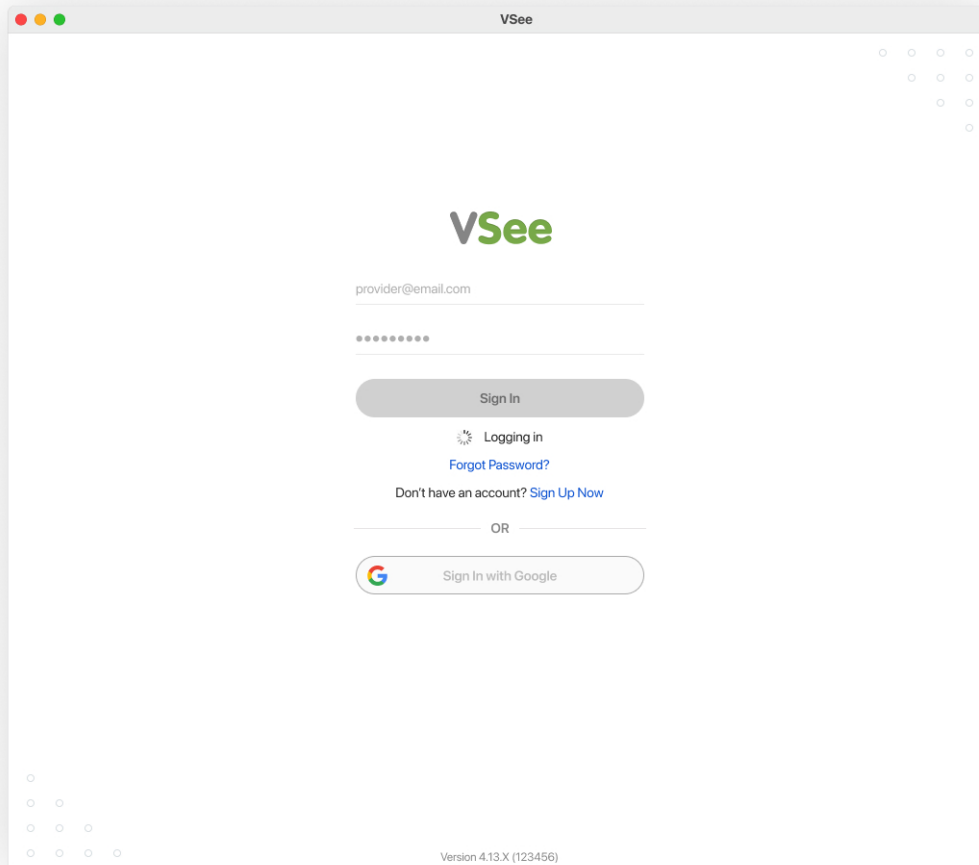 VSee
VSee
provider@email.com
•••••••••
Sign In
Logging in
Forgot Password?
Don't have an account? Sign Up Now
OR
Sign In with Google
Version 4.13.X (123456)